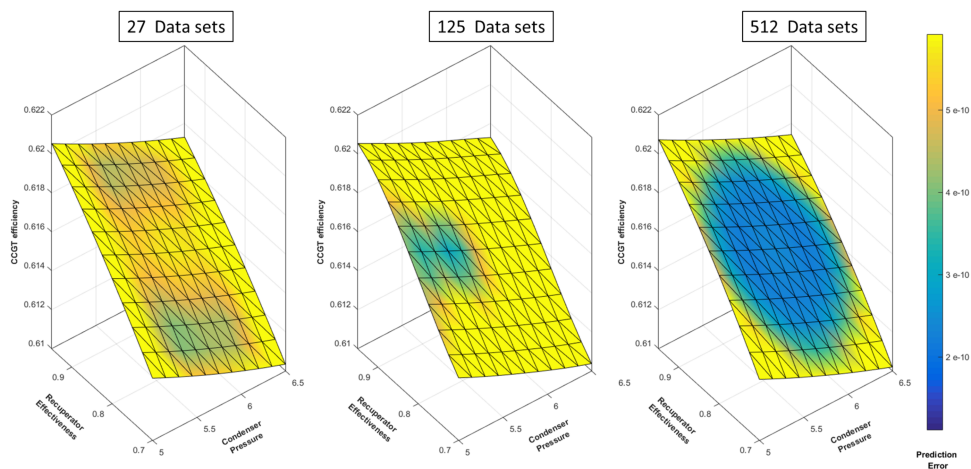 27 Data sets
125 Data sets
512 Data sets
0.622
0.62
0.618
0.616
0.614
0.612
0.61
CCGT efficiency
0.9
0.8
0.7
Recuperator
Effectiveness
5
5.5
6
6.5
Condenser
Pressure
0.622
0.62
0.618
0.616
0.614
0.612
0.61
CCGT efficiency
0.9
0.8
0.7
Recuperator
Effectiveness
5
5.5
6
6.5
Condenser
Pressure
0.622
0.62
0.618
0.616
0.614
0.612
0.61
CCGT efficiency
0.9
0.8
0.7
Recuperator
Effectiveness
5
5.5
6
6.5
Condenser
Pressure
5 e-10
4 e-10
3 e-10
2 e-10
Prediction
Error